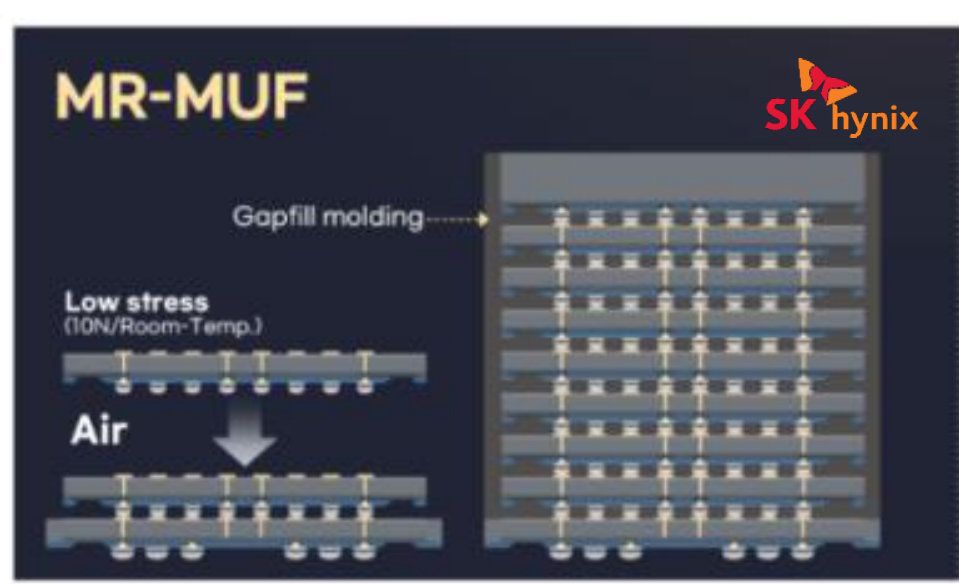 MR-MUF
SK hynix
Gapfill molding
Low stress
(10N/Room-Temp.)
Air